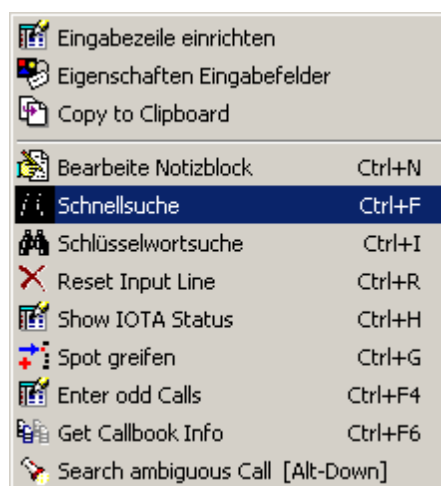 Eingabezeile einrichten
Eigenschaften Eingabefelder
Copy to Clipboard
Bearbeite Notizblock Ctrl+N
Schnellsuche Ctrl+F
Schlüsselwortsuche Ctrl+I
Reset Input Line Ctrl+R
Show IOTA Status Ctrl+H
Spot greifen Ctrl+G
Enter odd Calls Ctrl+F4
Get Callbook Info Ctrl+F6
Search ambiguous Call [Alt-Down]